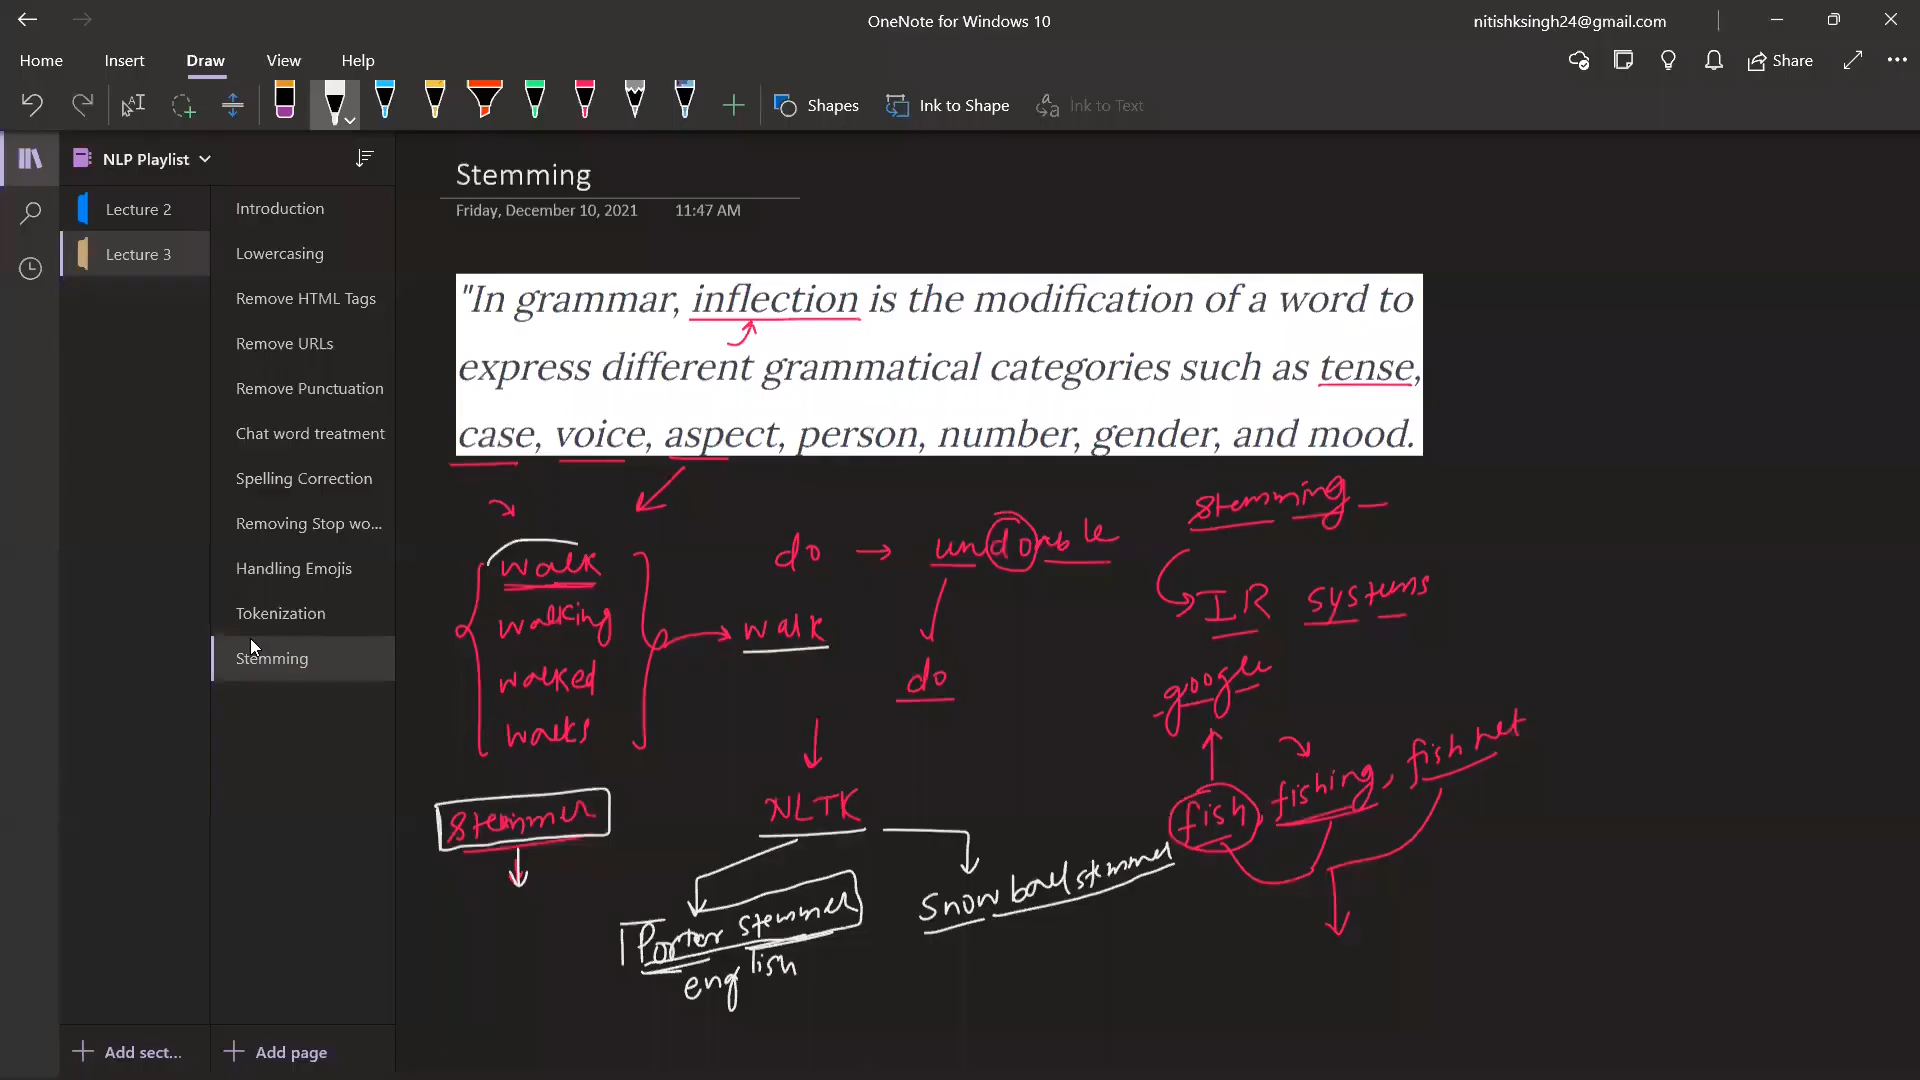 OneNote for Windows 10
nitishksingh24@gmail.com
Home Insert Draw View Help
Share
Shapes Ink to Shape Ink to Text
NLP Playlist
Lecture 2
Lecture 3
Introduction
Lowercasing
Remove HTML Tags
Remove URLs
Remove Punctuation
Chat word treatment
Spelling Correction
Removing Stop wo...
Handling Emojis
Tokenization
Stemming
Add sect...
Add page
Stemming
Friday, December 10, 2021 11:47 AM
"In grammar, inflection is the modification of a word to
express different grammatical categories such as tense,
case, voice, aspect, person, number, gender, and mood.
walk
walking
walked
walks
walk
do → undoable
do
stemming
IR systems
google
fish, fishing, fishnet
stemmer
NLTK
Porter stemmer
english
Snowball stemmer